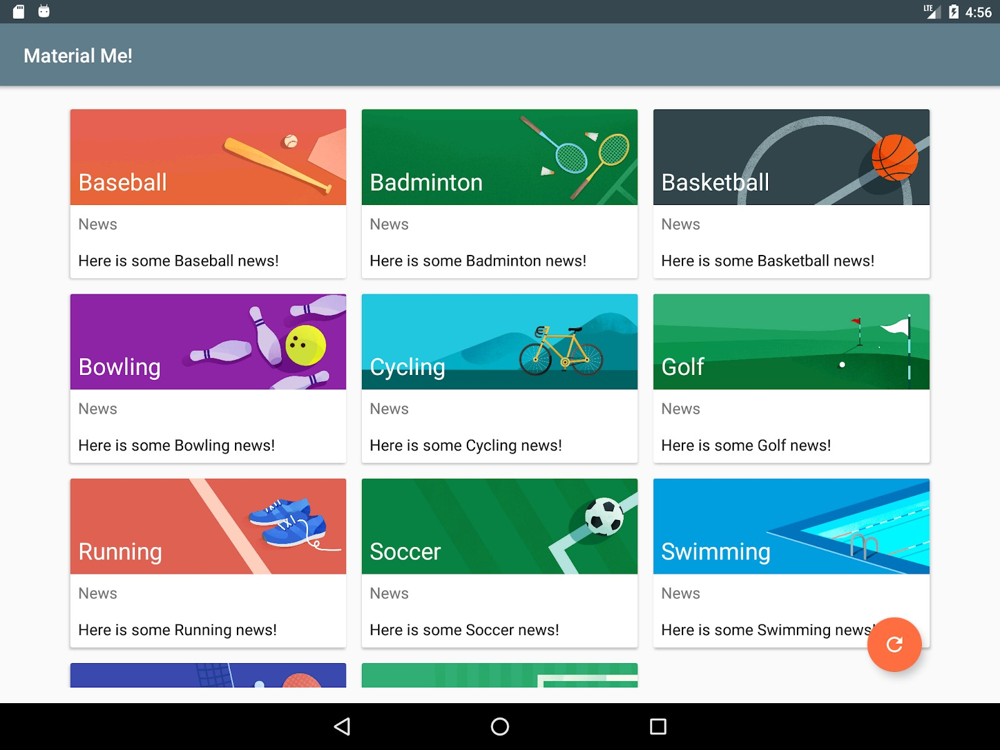 LTE 4:56
Material Me!
Baseball
News
Here is some Baseball news!
Badminton
News
Here is some Badminton news!
Basketball
News
Here is some Basketball news!
Bowling
News
Here is some Bowling news!
Cycling
News
Here is some Cycling news!
Golf
News
Here is some Golf news!
Running
News
Here is some Running news!
Soccer
News
Here is some Soccer news!
Swimming
News
Here is some Swimming news!